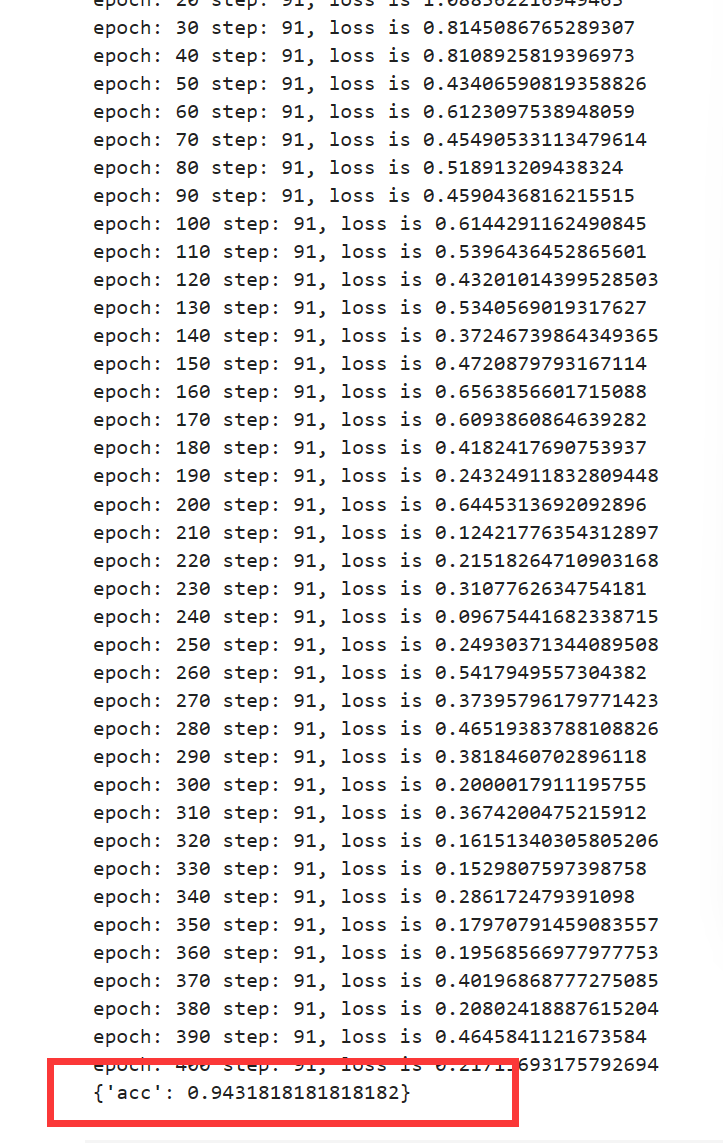 epoch: 20 step: 91, loss is 1.088562216949463
epoch: 30 step: 91, loss is 0.8145086765289307
epoch: 40 step: 91, loss is 0.8108925819396973
epoch: 50 step: 91, loss is 0.43406590819358826
epoch: 60 step: 91, loss is 0.6123097538948059
epoch: 70 step: 91, loss is 0.45490533113479614
epoch: 80 step: 91, loss is 0.518913209438324
epoch: 90 step: 91, loss is 0.4590436816215515
epoch: 100 step: 91, loss is 0.6144291162490845
epoch: 110 step: 91, loss is 0.5396436452865601
epoch: 120 step: 91, loss is 0.43201014399528503
epoch: 130 step: 91, loss is 0.5340569019317627
epoch: 140 step: 91, loss is 0.37246739864349365
epoch: 150 step: 91, loss is 0.4720879793167114
epoch: 160 step: 91, loss is 0.6563856601715088
epoch: 170 step: 91, loss is 0.6093860864639282
epoch: 180 step: 91, loss is 0.4182417690753937
epoch: 190 step: 91, loss is 0.24324911832809448
epoch: 200 step: 91, loss is 0.6445313692092896
epoch: 210 step: 91, loss is 0.12421776354312897
epoch: 220 step: 91, loss is 0.21518264710903168
epoch: 230 step: 91, loss is 0.3107762634754181
epoch: 240 step: 91, loss is 0.09675441682338715
epoch: 250 step: 91, loss is 0.24930371344089508
epoch: 260 step: 91, loss is 0.5417949557304382
epoch: 270 step: 91, loss is 0.37395796179771423
epoch: 280 step: 91, loss is 0.46519383788108826
epoch: 290 step: 91, loss is 0.3818460702896118
epoch: 300 step: 91, loss is 0.2000017911195755
epoch: 310 step: 91, loss is 0.3674200475215912
epoch: 320 step: 91, loss is 0.16151340305805206
epoch: 330 step: 91, loss is 0.1529807597398758
epoch: 340 step: 91, loss is 0.286172479391098
epoch: 350 step: 91, loss is 0.17970791459083557
epoch: 360 step: 91, loss is 0.19568566977977753
epoch: 370 step: 91, loss is 0.40196868777275085
epoch: 380 step: 91, loss is 0.20802418887615204
epoch: 390 step: 91, loss is 0.4645841121673584
epoch: 400 step: 91, loss is
{'acc': 0.9431818181818182}